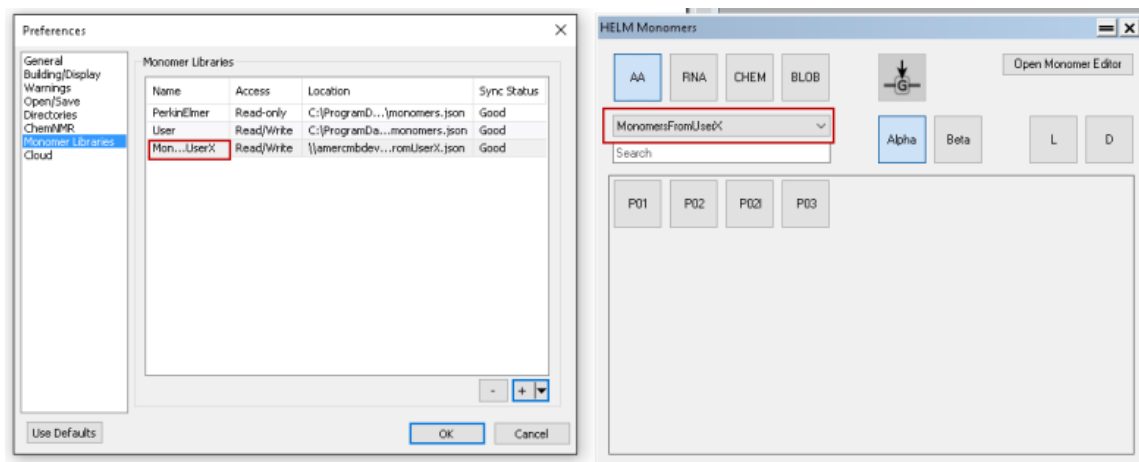 Preferences
General
Building/Display
Warnings
Open/Save
Directories
ChemNMR
Monomer Libraries
Cloud
Monomer Libraries
Name Access Location Sync Status
PerkinElmer Read-only C:\ProgramD...\monomers.json Good
User Read/Write C:\ProgramDa...monomers.json Good
Mon...UserX Read/Write \\amercmbdev...romUserX.json Good
- +
Use Defaults OK Cancel
HELM Monomers
AA RNA CHEM BLOB G Open Monomer Editor
MonomersFromUserX
Alpha Beta L D
Search
P01 P02 P02I P03